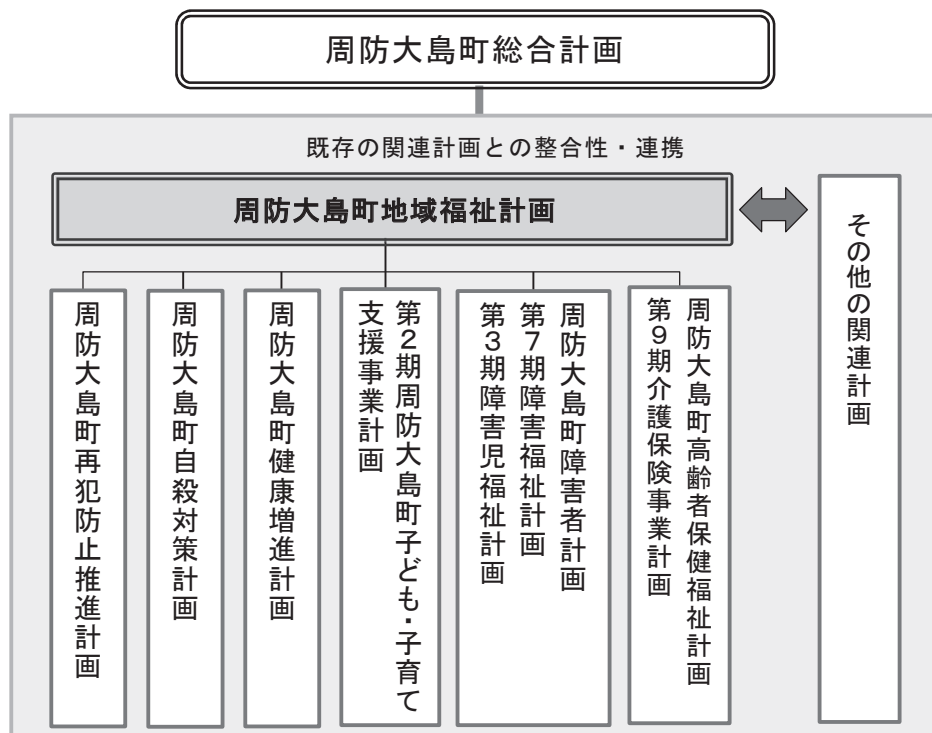 周防大島町総合計画
既存の関連計画との整合性・連携
周防大島町地域福祉計画
その他の関連計画
周防大島町高齢者保健福祉計画
第9期介護保険事業計画
周防大島町障害者計画
第7期障害福祉計画
第3期障害児福祉計画
第2期周防大島町子ども・子育て
支援事業計画
周防大島町健康増進計画
周防大島町自殺対策計画
周防大島町再犯防止推進計画